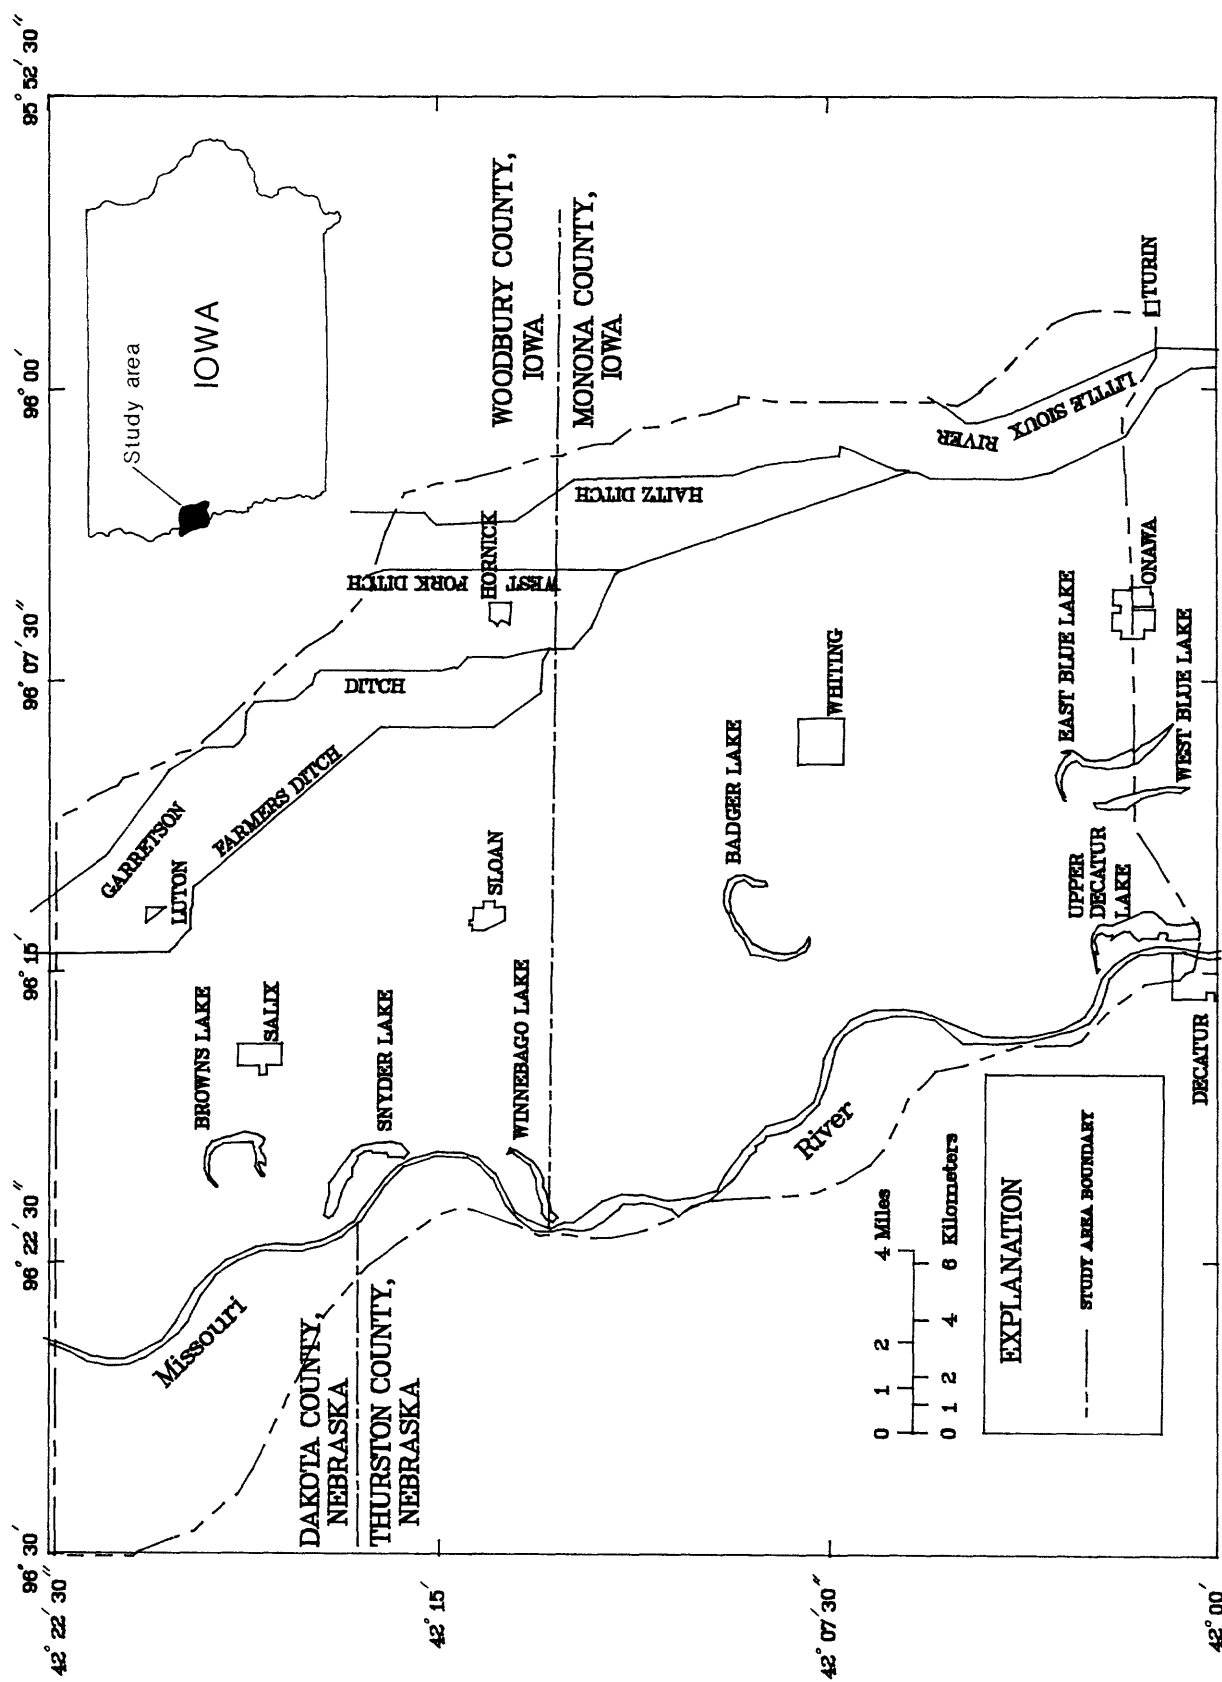 96° 30′
96° 22′ 30″
96° 15′
96° 07′ 30″
96° 00′
95° 52′ 30″
42° 22′ 30″
42° 15′
42° 07′ 30″
42° 00′
Study area
IOWA
Missouri
River
GARRETSON
DITCH
LUTON
FARMERS DITCH
BROWNS LAKE
SALIX
SNYDER LAKE
DAKOTA COUNTY,
NEBRASKA
THURSTON COUNTY,
NEBRASKA
WEST
FORK DITCH
HORNICK
SLOAN
WINNEBAGO LAKE
WOODBURY COUNTY,
IOWA
MONONA COUNTY,
IOWA
HAITZ DITCH
BADGER LAKE
WHITING
LITTLE SIOUX
RIVER
TURIN
ONAWA
EAST BLUE LAKE
WEST BLUE LAKE
UPPER
DECATUR
LAKE
DECATUR
0 1 2 4 Miles
0 1 2 4 6 Kilometers
EXPLANATION
STUDY AREA BOUNDARY